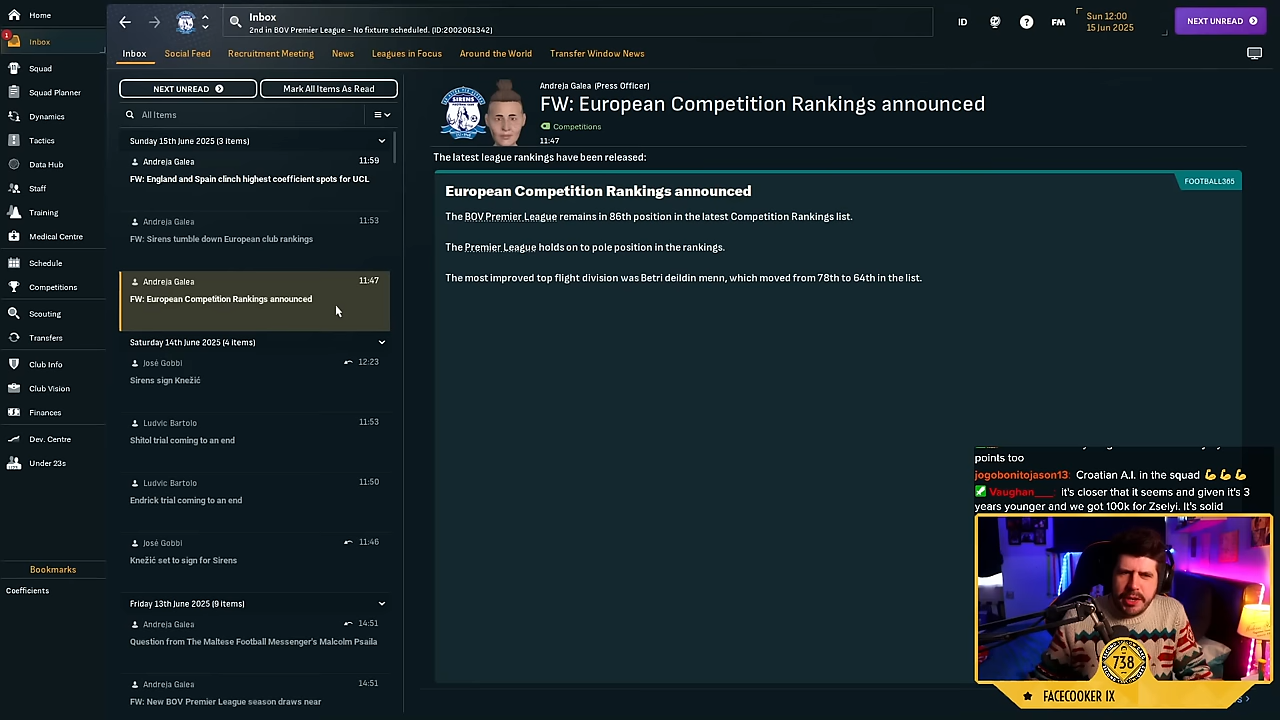 Home
Inbox
Squad
Squad Planner
Dynamics
Tactics
Data Hub
Staff
Training
Medical Centre
Schedule
Competitions
Scouting
Transfers
Club Info
Club Vision
Finances
Dev. Centre
Under 23s
Bookmarks
Coefficients
Inbox
2nd in BOV Premier League - No fixture scheduled. (ID:2002061342)
ID
FM
Sun 12:00
15 Jun 2025
NEXT UNREAD
Inbox Social Feed Recruitment Meeting News Leagues in Focus Around the World Transfer Window News
NEXT UNREAD
Mark All Items As Read
All Items
Sunday 15th June 2025 (3 items)
Andreja Galea 11:59
FW: England and Spain clinch highest coefficient spots for UCL
Andreja Galea 11:53
FW: Sirens tumble down European club rankings
Andreja Galea 11:47
FW: European Competition Rankings announced
Saturday 14th June 2025 (4 items)
José Gobbi 12:23
Sirens sign Knežić
Ludvic Bartolo 11:53
Shitol trial coming to an end
Ludvic Bartolo 11:50
Endrick trial coming to an end
José Gobbi 11:46
Knežić set to sign for Sirens
Friday 13th June 2025 (9 items)
Andreja Galea 14:51
Question from The Maltese Football Messenger's Malcolm Psaila
Andreja Galea 14:51
FW: New BOV Premier League season draws near
SIRENS
Andreja Galea (Press Officer)
FW: European Competition Rankings announced
Competitions
11:47
The latest league rankings have been released:
FOOTBALL365
European Competition Rankings announced
The BOV Premier League remains in 86th position in the latest Competition Rankings list.
The Premier League holds on to pole position in the rankings.
The most improved top flight division was Betri deildin menn, which moved from 78th to 64th in the list.
points too
jogobonitojason13: Croatian A.I. in the squad 💪💪💪
Vaughan___: it's closer that it seems and given it's 3
years younger and we got 100k for Zselyi. It's solid
738
FACECOOKER IX